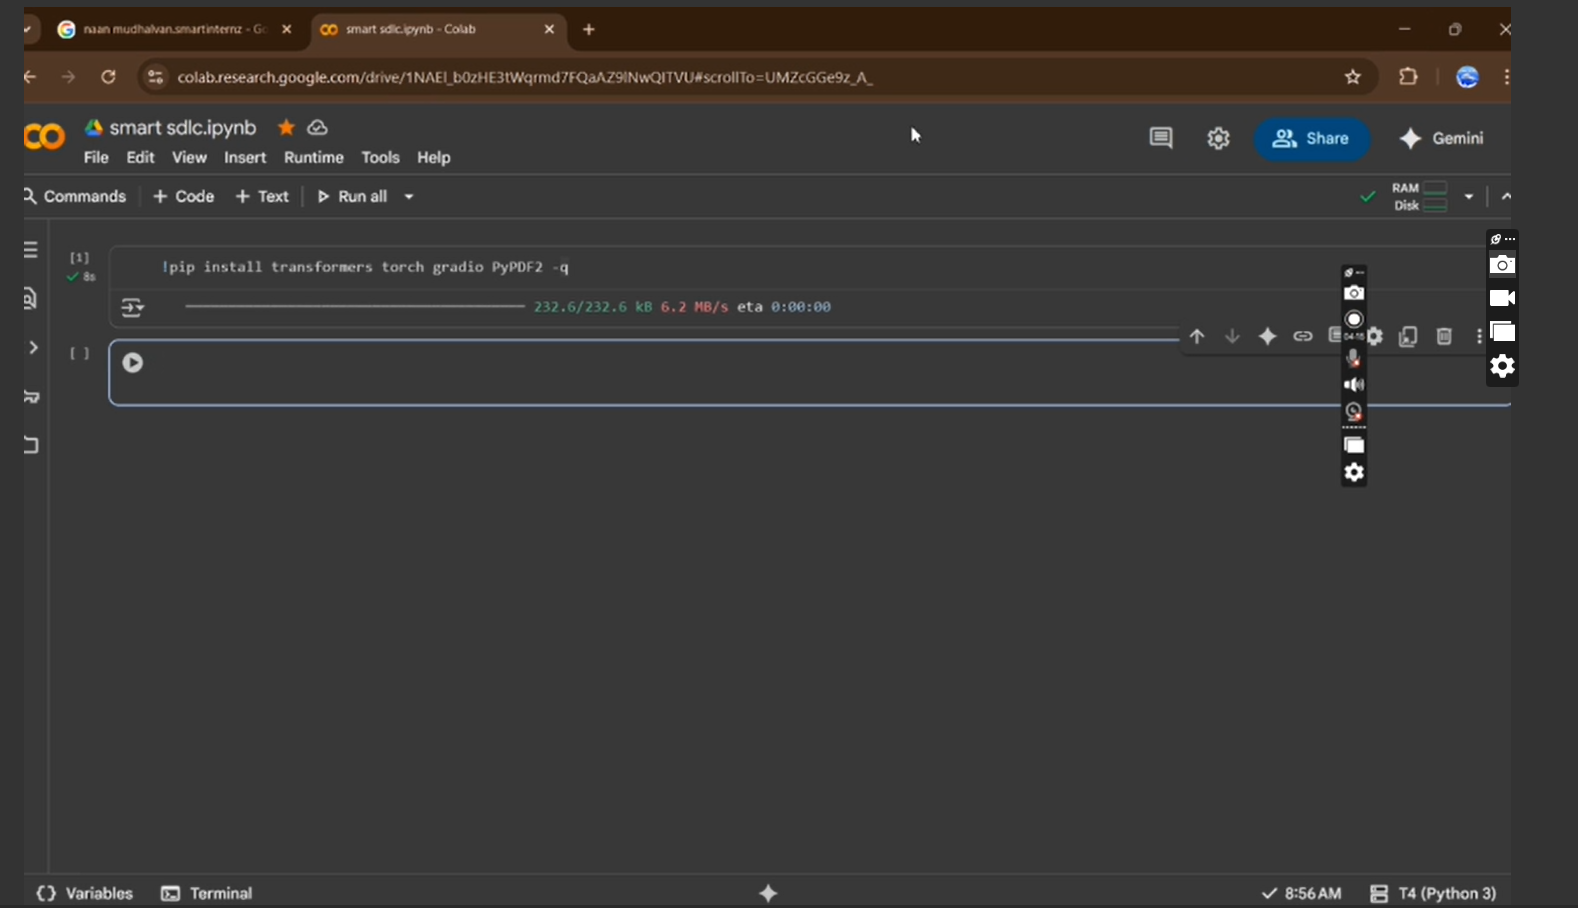 naan mudhalvan.smartinternz - Go
smart sdlc.ipynb - Colab
colab.research.google.com/drive/1NAEl_b0zHE3tWqrmd7FQaAZ9lNwQITVU#scrollTo=UMZcGGe9z_A_
CO
smart sdlc.ipynb
Share
Gemini
File Edit View Insert Runtime Tools Help
Commands + Code + Text Run all
RAM
Disk
[1]
8s
!pip install transformers torch gradio PyPDF2 -q
232.6/232.6 kB 6.2 MB/s eta 0:00:00
[ ]
Variables Terminal
8:56 AM T4 (Python 3)